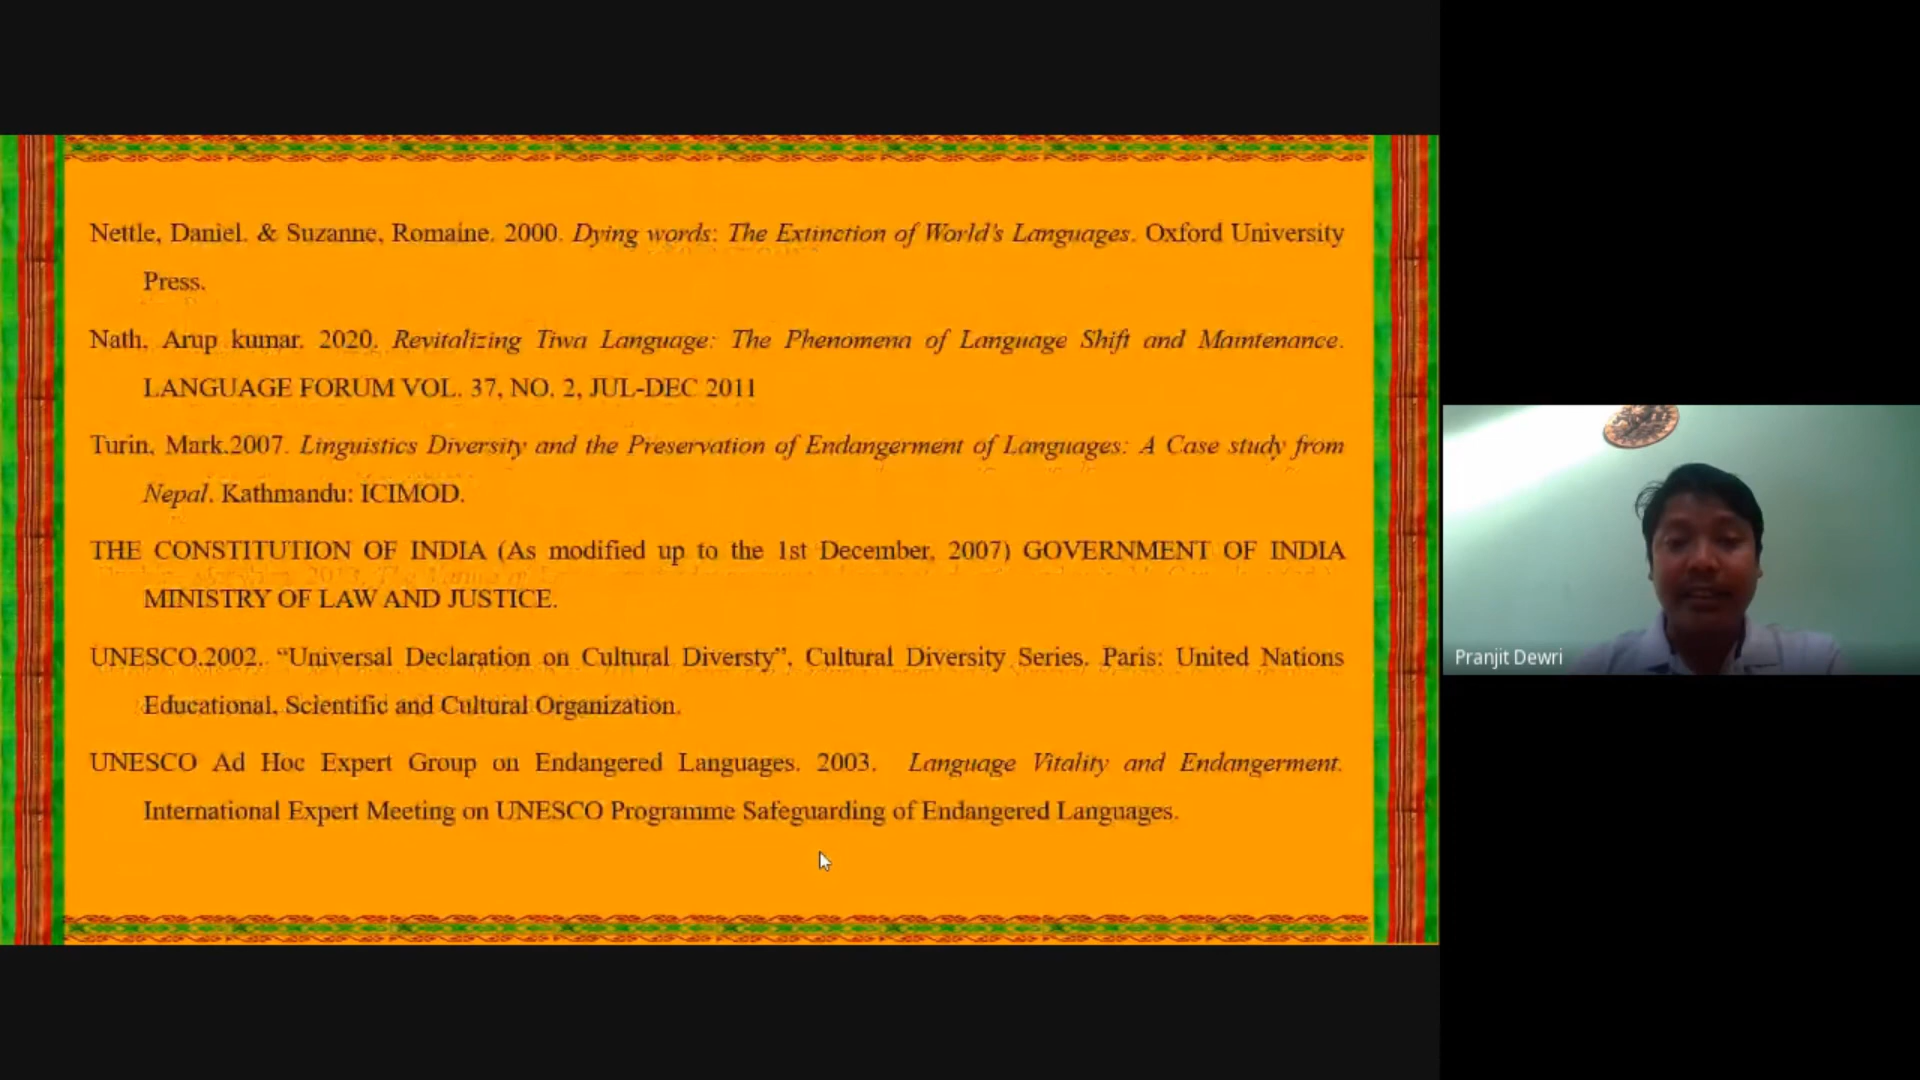 Nettle, Daniel. & Suzanne, Romaine. 2000. Dying words: The Extinction of World's Languages. Oxford University
Press.
Nath, Arup kumar. 2020. Revitalizing Tiwa Language: The Phenomena of Language Shift and Maintenance.
LANGUAGE FORUM VOL. 37, NO. 2, JUL-DEC 2011
Turin, Mark.2007. Linguistics Diversity and the Preservation of Endangerment of Languages: A Case study from
Nepal. Kathmandu: ICIMOD.
THE CONSTITUTION OF INDIA (As modified up to the 1st December, 2007) GOVERNMENT OF INDIA
MINISTRY OF LAW AND JUSTICE.
UNESCO.2002. “Universal Declaration on Cultural Diversty”. Cultural Diversity Series. Paris: United Nations
Educational, Scientific and Cultural Organization.
UNESCO Ad Hoc Expert Group on Endangered Languages. 2003. Language Vitality and Endangerment.
International Expert Meeting on UNESCO Programme Safeguarding of Endangered Languages.
Pranjit Dewri